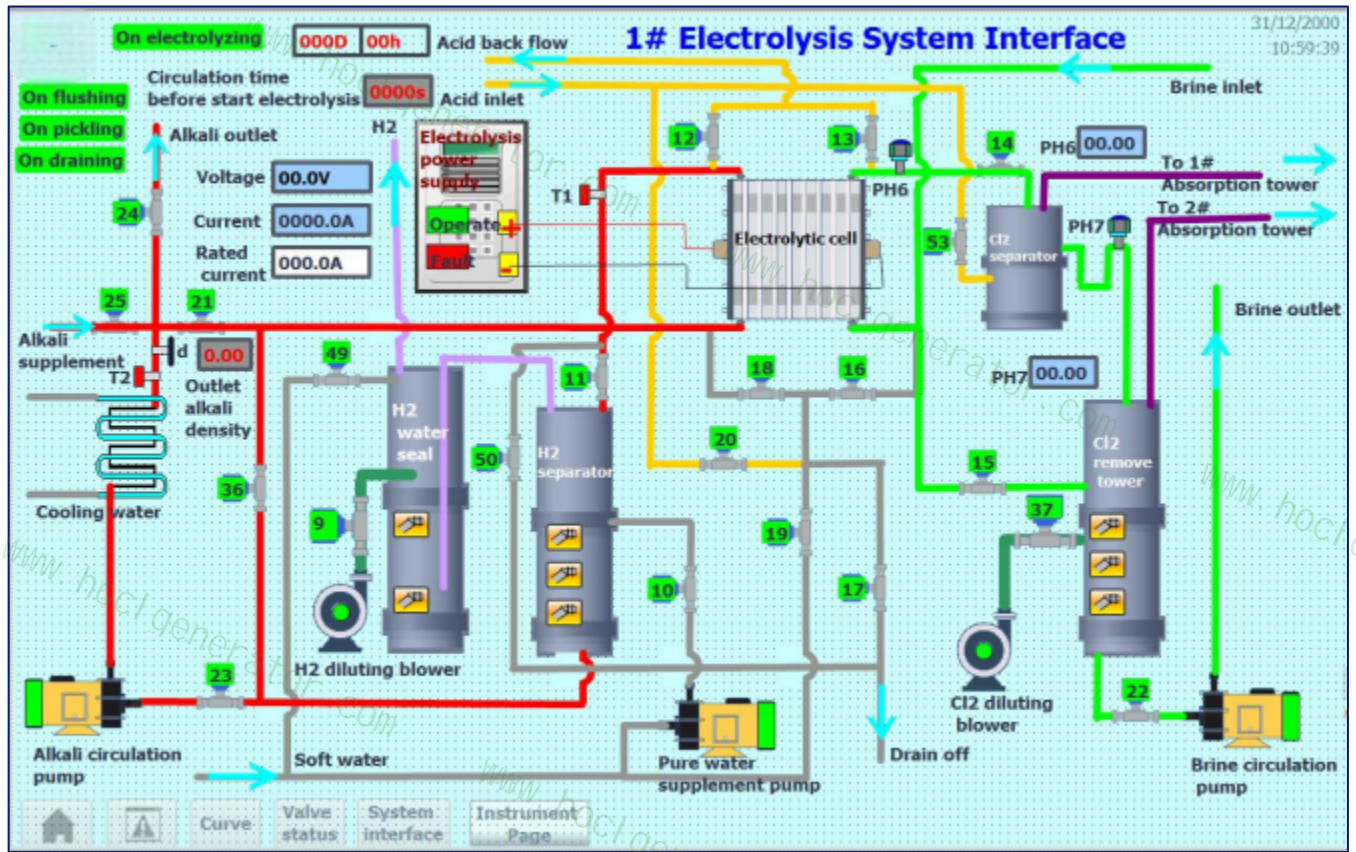 On electrolyzing
000D 00h
Acid back flow
1# Electrolysis System Interface
31/12/2000
10:59:39
Circulation time
before start electrolysis
0000s
Acid inlet
Brine inlet
On flushing
On pickling
On draining
Alkali outlet
H2
Electrolysis
power
supply
Operate
+
Fault
-
12
13
14
PH6
00.00
To 1#
Absorption tower
To 2#
Absorption tower
Voltage
00.0V
Current
0000.0A
Rated
current
000.0A
24
T1
PH6
Electrolytic cell
53
Cl2
separator
PH7
Brine outlet
25
21
Alkali
supplement
d
0.00
T2
Outlet
alkali
density
49
11
18
16
PH7
00.00
H2
water
seal
50
H2
separator
20
15
Cl2
remove
tower
Cooling water
36
9
10
19
17
37
H2 diluting blower
23
Cl2 diluting
blower
22
Alkali circulation
pump
Soft water
Pure water
supplement pump
Drain off
Brine circulation
pump
Curve
Valve
status
System
interface
Instrument
Page
www.hoclgenerator.com
www.hoclgenerator.com